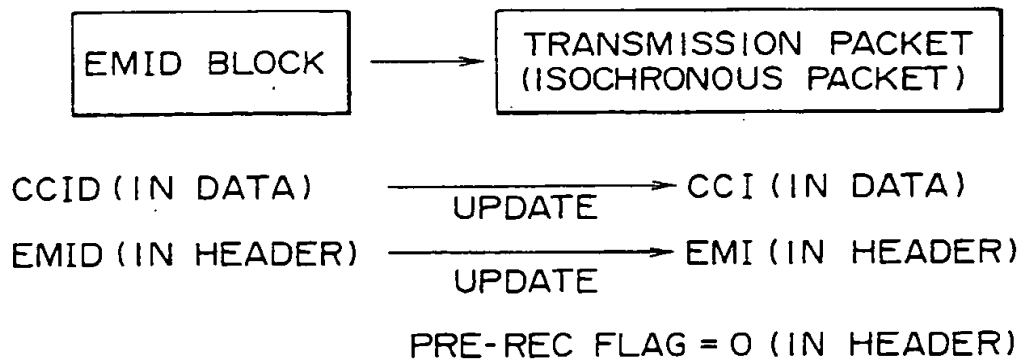 EMID BLOCK
TRANSMISSION PACKET
(ISOCHRONOUS PACKET)
CCID (IN DATA)
UPDATE
CCI (IN DATA)
EMID (IN HEADER)
UPDATE
EMI (IN HEADER)
PRE-REC FLAG = 0 (IN HEADER)